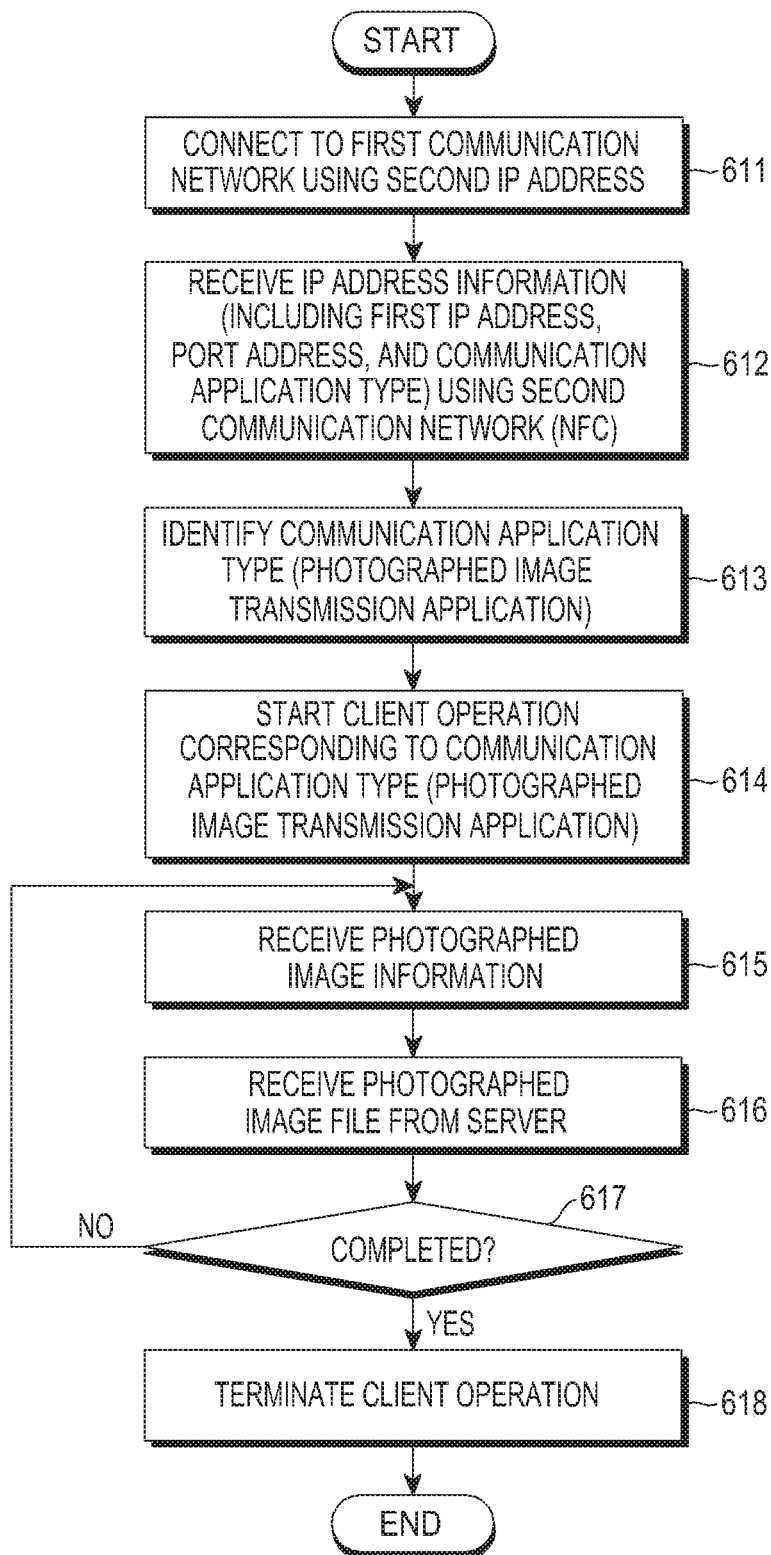 START
CONNECT TO FIRST COMMUNICATION
NETWORK USING SECOND IP ADDRESS
611
RECEIVE IP ADDRESS INFORMATION
(INCLUDING FIRST IP ADDRESS,
PORT ADDRESS, AND COMMUNICATION
APPLICATION TYPE) USING SECOND
COMMUNICATION NETWORK (NFC)
612
IDENTIFY COMMUNICATION APPLICATION
TYPE (PHOTOGRAPHED IMAGE
TRANSMISSION APPLICATION)
613
START CLIENT OPERATION
CORRESPONDING TO COMMUNICATION
APPLICATION TYPE (PHOTOGRAPHED
IMAGE TRANSMISSION APPLICATION)
614
RECEIVE PHOTOGRAPHED
IMAGE INFORMATION
615
RECEIVE PHOTOGRAPHED
IMAGE FILE FROM SERVER
616
617
NO
COMPLETED?
YES
TERMINATE CLIENT OPERATION
618
END